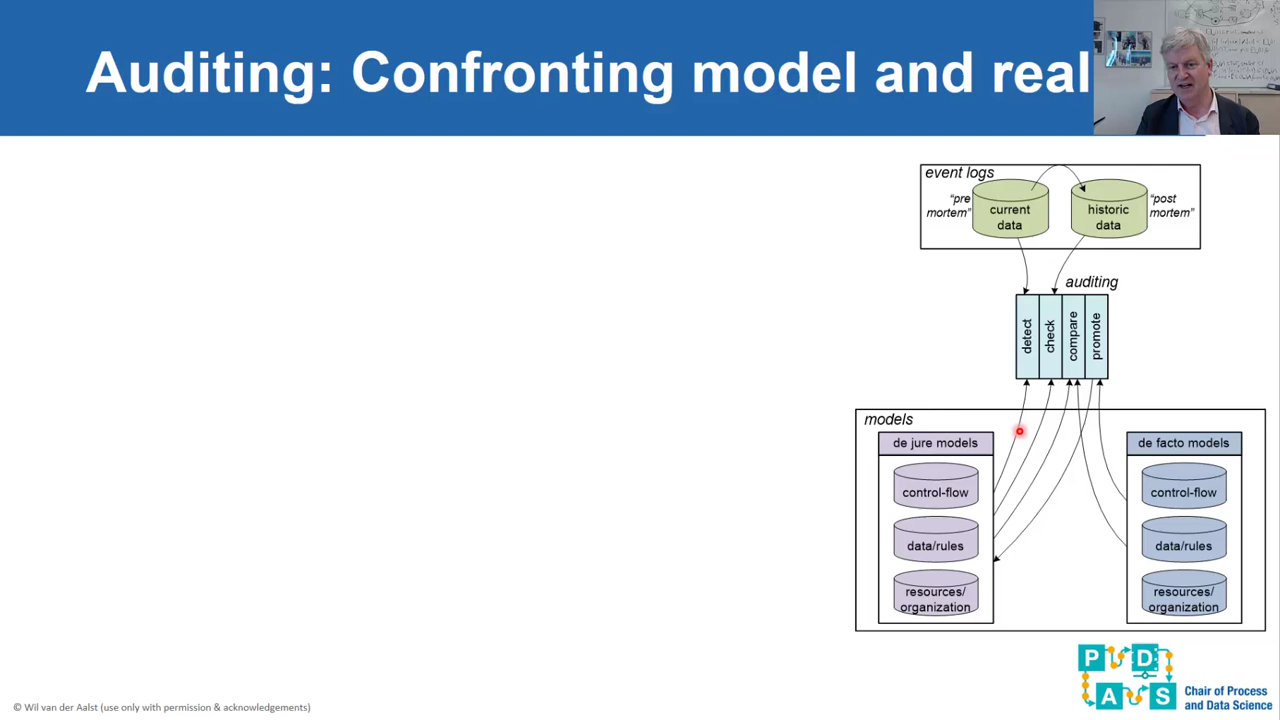 Auditing: Confronting model and real
event logs
"pre
mortem"
current
data
historic
data
"post
mortem"
auditing
detect
check
compare
promote
models
de jure models
control-flow
data/rules
resources/
organization
de facto models
control-flow
data/rules
resources/
organization
P D
A S
Chair of Process
and Data Science
© Wil van der Aalst (use only with permission & acknowledgements)